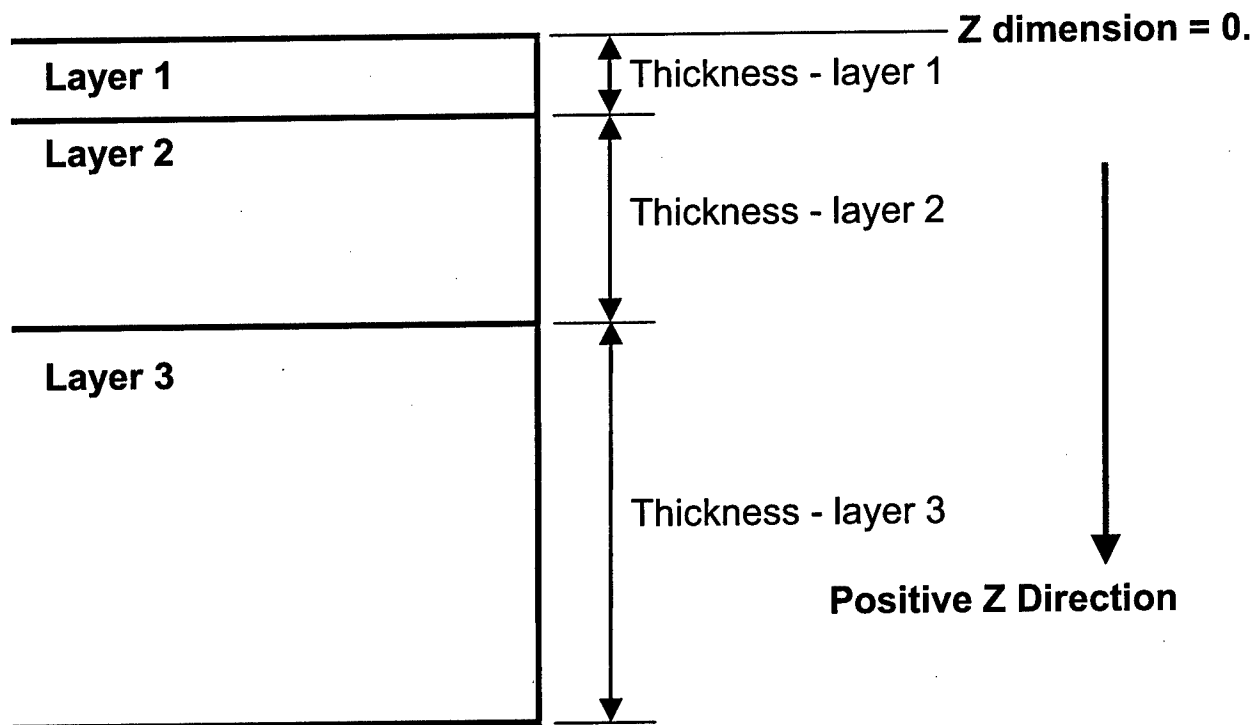 Z dimension = 0.
Layer 1
Thickness - layer 1
Layer 2
Thickness - layer 2
Layer 3
Thickness - layer 3
Positive Z Direction